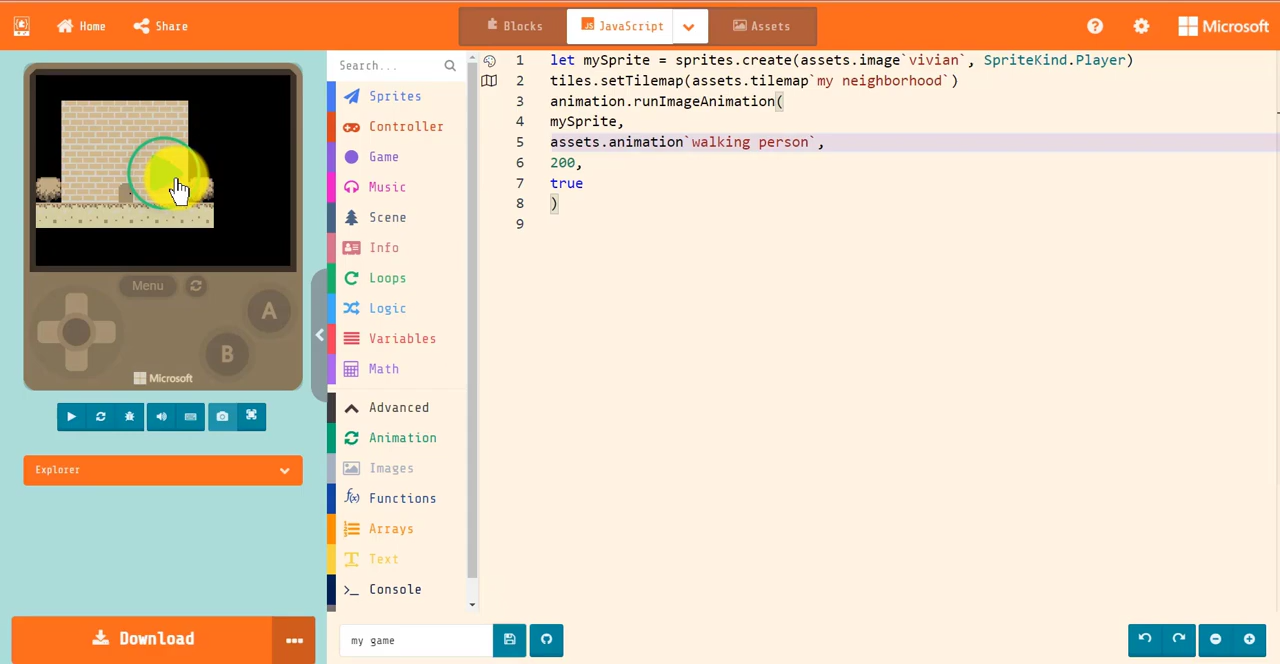 Home
Share
Blocks
JavaScript
Assets
Microsoft
Menu
A
B
Microsoft
Explorer
Download
Search...
Sprites
Controller
Game
Music
Scene
Info
Loops
Logic
Variables
Math
Advanced
Animation
Images
Functions
Arrays
Text
Console
1 let mySprite = sprites.create(assets.image`vivian`, SpriteKind.Player)
2 tiles.setTilemap(assets.tilemap`my neighborhood`)
3 animation.runImageAnimation(
4 mySprite,
5 assets.animation`walking person`,
6 200,
7 true
8 )
9
my game